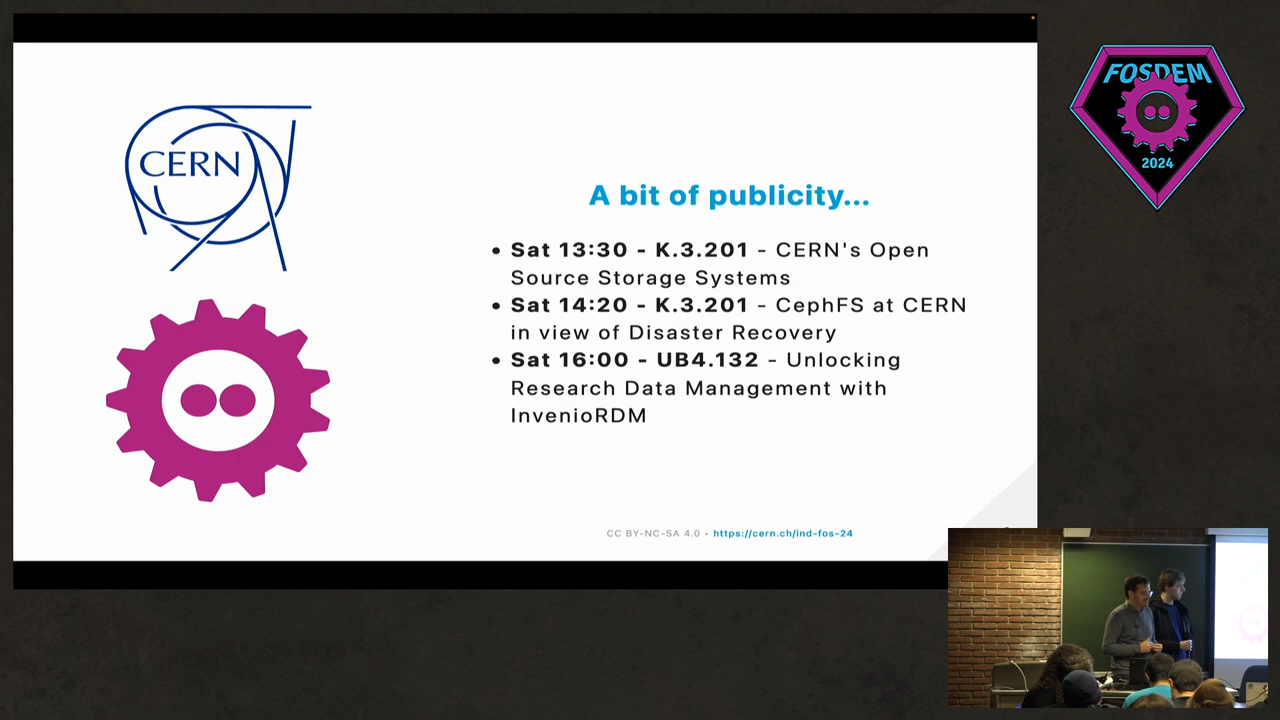 CERN
A bit of publicity...
• Sat 13:30 - K.3.201 - CERN's Open
Source Storage Systems
• Sat 14:20 - K.3.201 - CephFS at CERN
in view of Disaster Recovery
• Sat 16:00 - UB4.132 - Unlocking
Research Data Management with
InvenioRDM
CC BY-NC-SA 4.0 • https://cern.ch/ind-fos-24
FOSDEM
2024